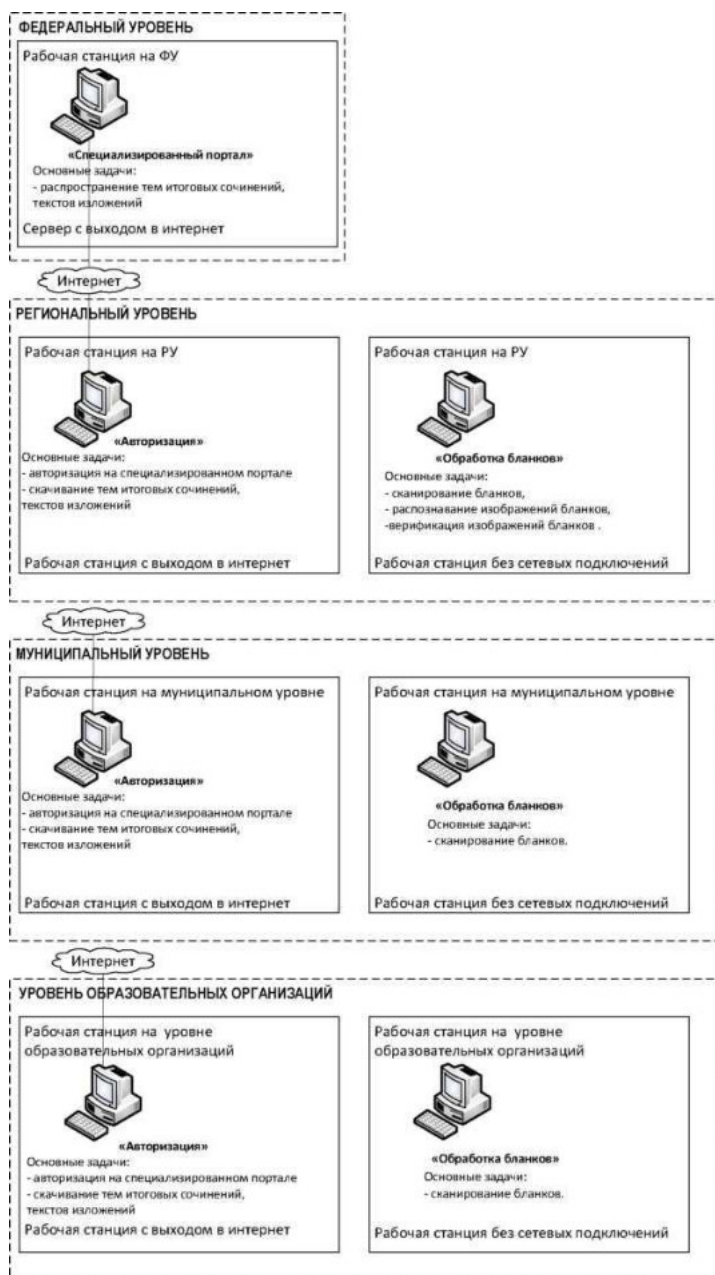 ФЕДЕРАЛЬНЫЙ УРОВЕНЬ
Рабочая станция на ФУ
«Специализированный портал»
Основные задачи:
- распространение тем итоговых сочинений,
текстов изложений
Сервер с выходом в интернет
Интернет
РЕГИОНАЛЬНЫЙ УРОВЕНЬ
Рабочая станция на РУ
«Авторизация»
Основные задачи:
- авторизация на специализированном портале
- скачивание тем итоговых сочинений,
текстов изложений
Рабочая станция с выходом в интернет
Рабочая станция на РУ
«Обработка бланков»
Основные задачи:
- сканирование бланков,
- распознавание изображений бланков,
-верификация изображений бланков .
Рабочая станция без сетевых подключений
Интернет
МУНИЦИПАЛЬНЫЙ УРОВЕНЬ
Рабочая станция на муниципальном уровне
«Авторизация»
Основные задачи:
- авторизация на специализированном портале
- скачивание тем итоговых сочинений,
текстов изложений
Рабочая станция с выходом в интернет
Рабочая станция на муниципальном уровне
«Обработка бланков»
Основные задачи:
- сканирование бланков.
Рабочая станция без сетевых подключений
Интернет
УРОВЕНЬ ОБРАЗОВАТЕЛЬНЫХ ОРГАНИЗАЦИЙ
Рабочая станция на уровне
образовательных организаций
«Авторизация»
Основные задачи:
- авторизация на специализированном портале
- скачивание тем итоговых сочинений,
текстов изложений
Рабочая станция с выходом в интернет
Рабочая станция на уровне
образовательных организаций
«Обработка бланков»
Основные задачи:
- сканирование бланков.
Рабочая станция без сетевых подключений